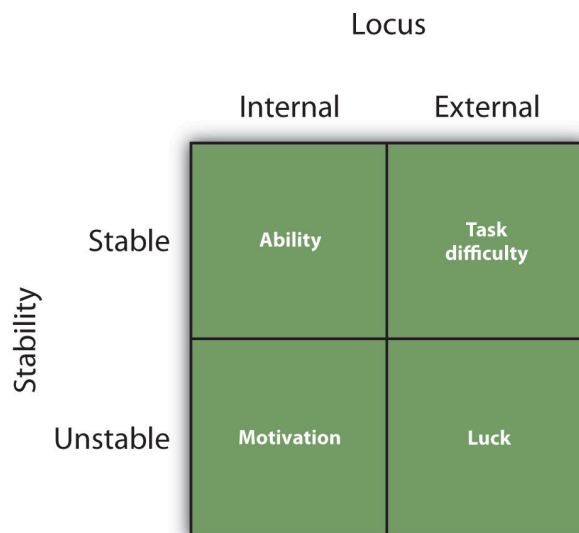 Locus
Internal External
Stability
Stable
Ability
Task
difficulty
Unstable
Motivation
Luck